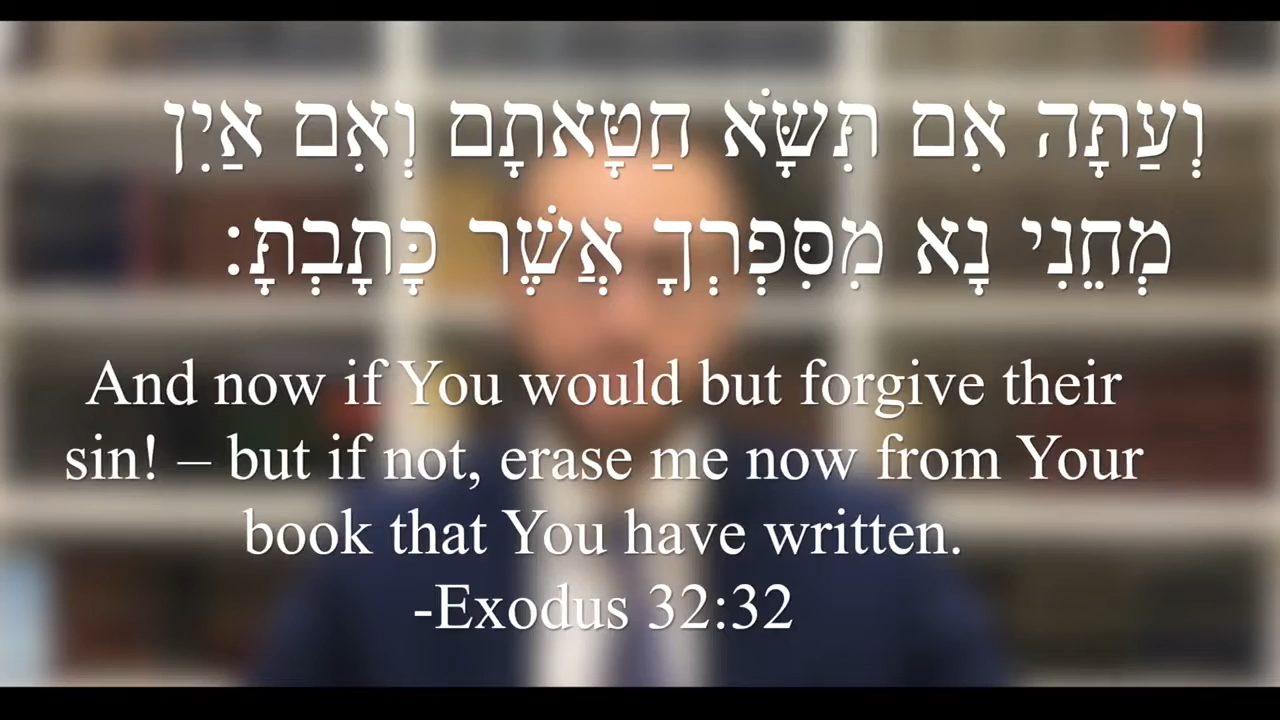 וְעַתָּה אִם תִּשָּׂא חַטָּאתָם וְאִם אַיִן
מְחֵנִי נָא מִסִּפְרְךָ אֲשֶׁר כָּתָבְתָּ׃
And now if You would but forgive their
sin! – but if not, erase me now from Your
book that You have written.
-Exodus 32:32